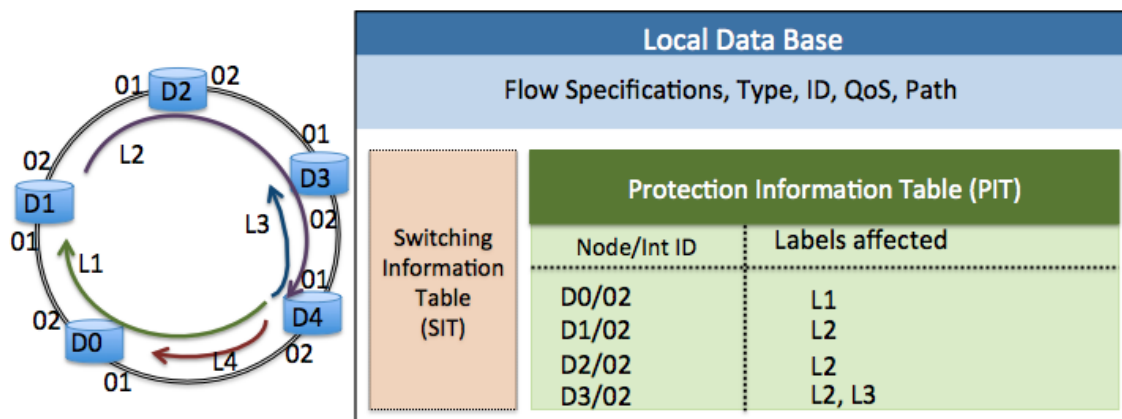 01
D2
02
02
L2
01
D3
D1
L3
02
01
L1
01
02
D4
D0
L4
02
01
Local Data Base
Flow Specifications, Type, ID, QoS, Path
Switching
Information
Table
(SIT)
Protection Information Table (PIT)
Node/Int ID
Labels affected
D0/02
L1
D1/02
L2
D2/02
L2
D3/02
L2, L3